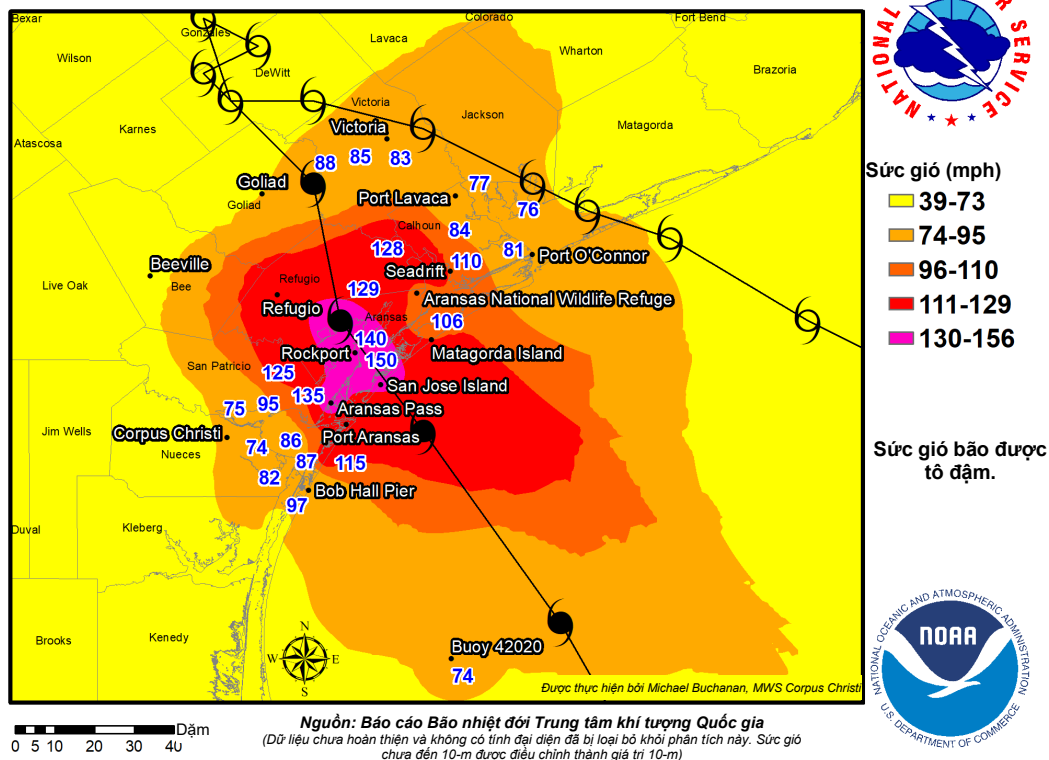 Bexar
Gonzales
Colorado
Fort Bend
Wilson
Lavaca
Wharton
DeWitt
Brazoria
Victoria
Karnes
Jackson
Matagorda
Atascosa
Victoria
88 85 83
Goliad
Goliad
77
Port Lavaca
76
Calhoun
84
128
81
Port O'Connor
Beeville
Bee
Seadrift
110
Live Oak
Refugio
129
Aransas National Wildlife Refuge
Refugio
Aransas
106
140
Rockport
150
Matagorda Island
San Patricio
125
San Jose Island
135
75 95
Aransas Pass
Jim Wells
Corpus Christi
Port Aransas
Nueces
74 86
87 115
82
Bob Hall Pier
97
Duval
Kleberg
Brooks
Kenedy
N
W E
S
Buoy 42020
74
Được thực hiện bởi Michael Buchanan, MWS Corpus Christi
0 5 10 20 30 40 Dặm
Nguồn: Báo cáo Bão nhiệt đới Trung tâm khí tượng Quốc gia
(Dữ liệu chưa hoàn thiện và không có tính đại diện đã bị loại bỏ khỏi phân tích này. Sức gió
chưa đến 10-m được điều chỉnh thành giá trị 10-m)
NATIONAL
R SERVICE
Sức gió (mph)
39-73
74-95
96-110
111-129
130-156
Sức gió bão được
tô đậm.
NATIONAL OCEANIC AND ATMOSPHERIC ADMINISTRATION
NOAA
U.S. DEPARTMENT OF COMMERCE